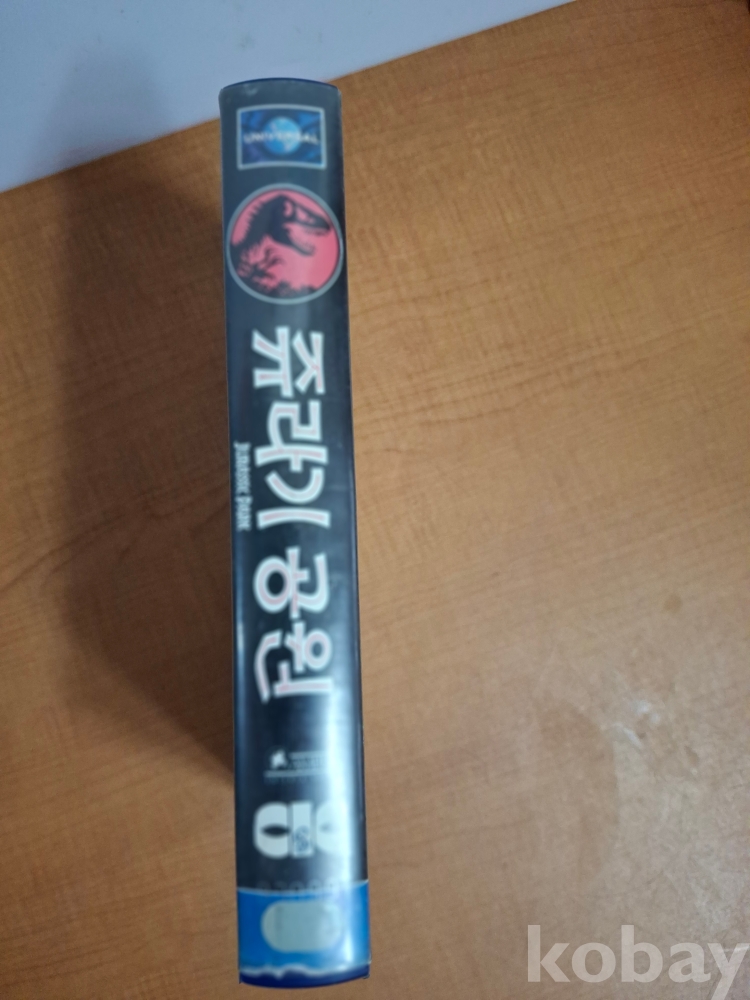 UNIVERSAL
쥬라기 공원
JURASSIC PARK
kobay